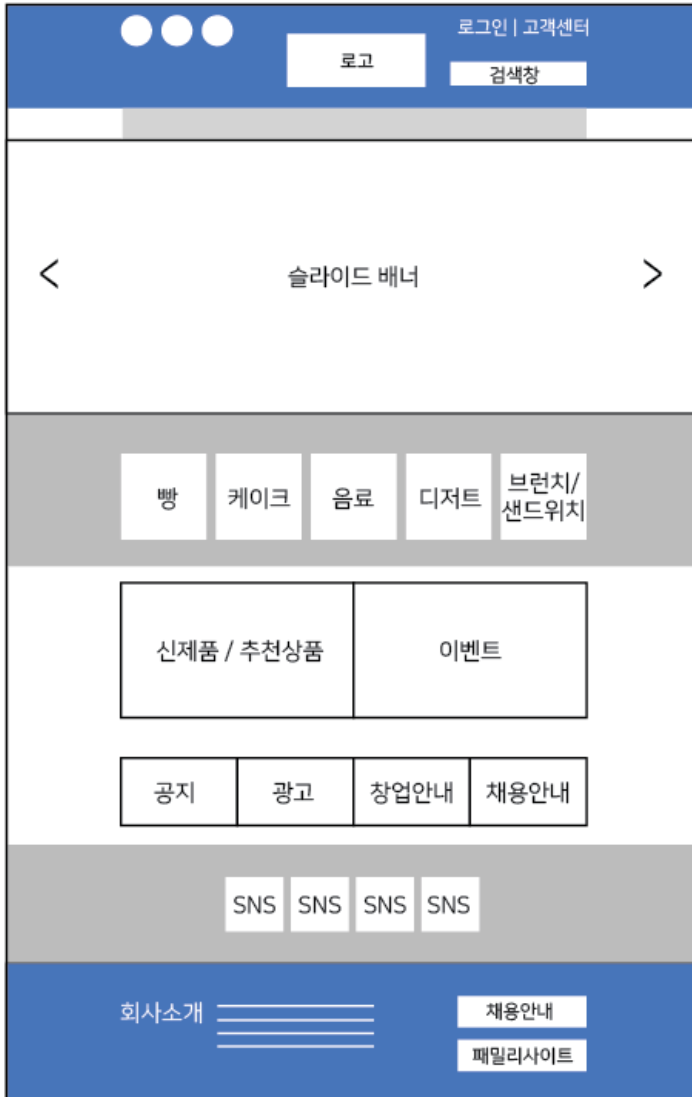 로그인 | 고객센터
로고
검색창
<
슬라이드 배너
>
빵
케이크
음료
디저트
브런치/
샌드위치
신제품 / 추천상품
이벤트
공지
광고
창업안내
채용안내
SNS
SNS
SNS
SNS
회사소개
채용안내
패밀리사이트